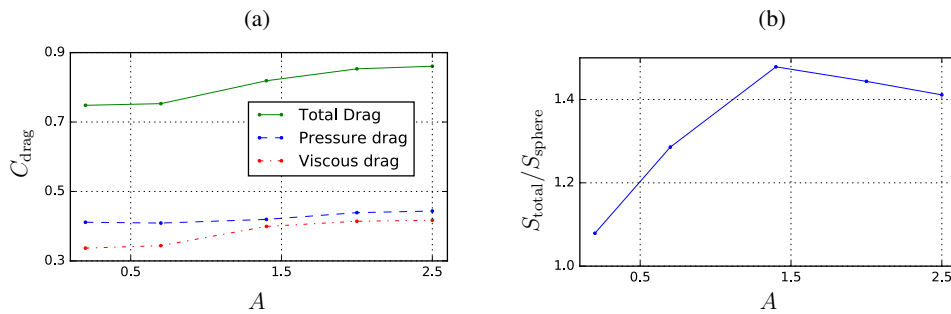 (a)
0.9
0.7
0.5
0.3
C_drag
Total Drag
Pressure drag
Viscous drag
0.5 1.5 2.5
A
(b)
1.4
1.2
1.0
S_total/S_sphere
0.5 1.5 2.5
A